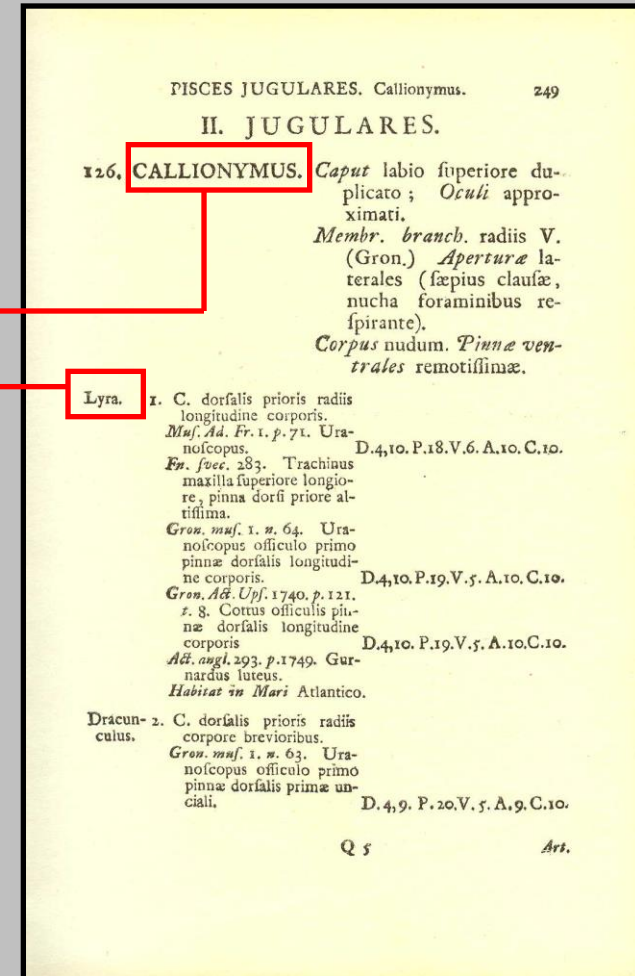 PISCES JUGULARES. Callionymus. 249
II. JUGULARES.
126. CALLIONYMUS. Caput labio ſuperiore du-
plicato ; Oculi appro-
ximati.
Membr. branch. radiis V.
(Gron.) Aperturæ la-
terales (ſæpius clauſæ,
nucha foraminibus re-
ſpirante).
Corpus nudum. Pinnæ ven-
trales remotiſſimæ.
Lyra. 1. C. dorſalis prioris radiis
longitudine corporis.
Muſ. Ad. Fr. 1. p. 71. Ura-
noſcopus. D.4,10. P.18.V.6. A.10. C.10.
Fn. ſvec. 283. Trachinus
maxilla ſuperiore longio-
re, pinna dorſi priore al-
tiſſima.
Gron. muſ. 1. n. 64. Ura-
noſcopus officulo primo
pinnæ dorſalis longitudi-
ne corporis. D.4,10. P.19.V.5. A.10. C.10.
Gron. Act. Upſ. 1740. p. 121.
t. 8. Cottus officulis pin-
næ dorſalis longitudine
corporis D.4,10. P.19.V.5. A.10.C.10.
Act. angl. 293. p.1749. Gur-
nardus luteus.
Habitat in Mari Atlantico.
Dracun- 2. C. dorſalis prioris radiis
culus. corpore brevioribus.
Gron. muſ. 1. n. 63. Ura-
noſcopus officulo primo
pinnæ dorſalis primæ un-
ciali. D.4,9. P.20.V.5. A.9. C.10.
Q 5 Art.